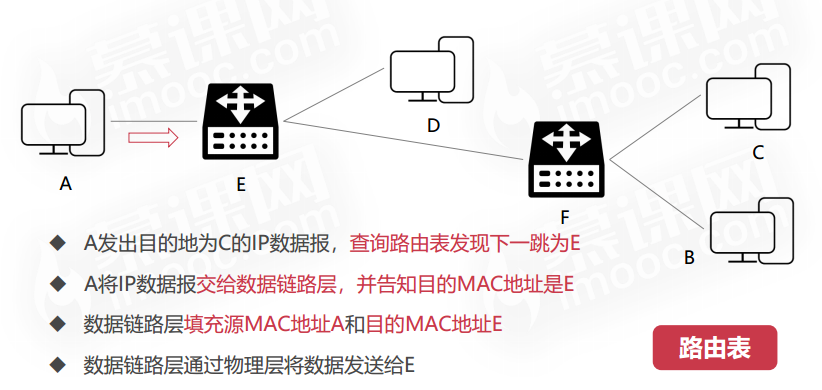 慕课网
imooc.com
慕课网
imooc.com
A
E
D
F
C
B
◆ A发出目的地为C的IP数据报，查询路由表发现下一跳为E
◆ A将IP数据报交给数据链路层，并告知目的MAC地址是E
◆ 数据链路层填充源MAC地址A和目的MAC地址E
◆ 数据链路层通过物理层将数据发送给E
路由表